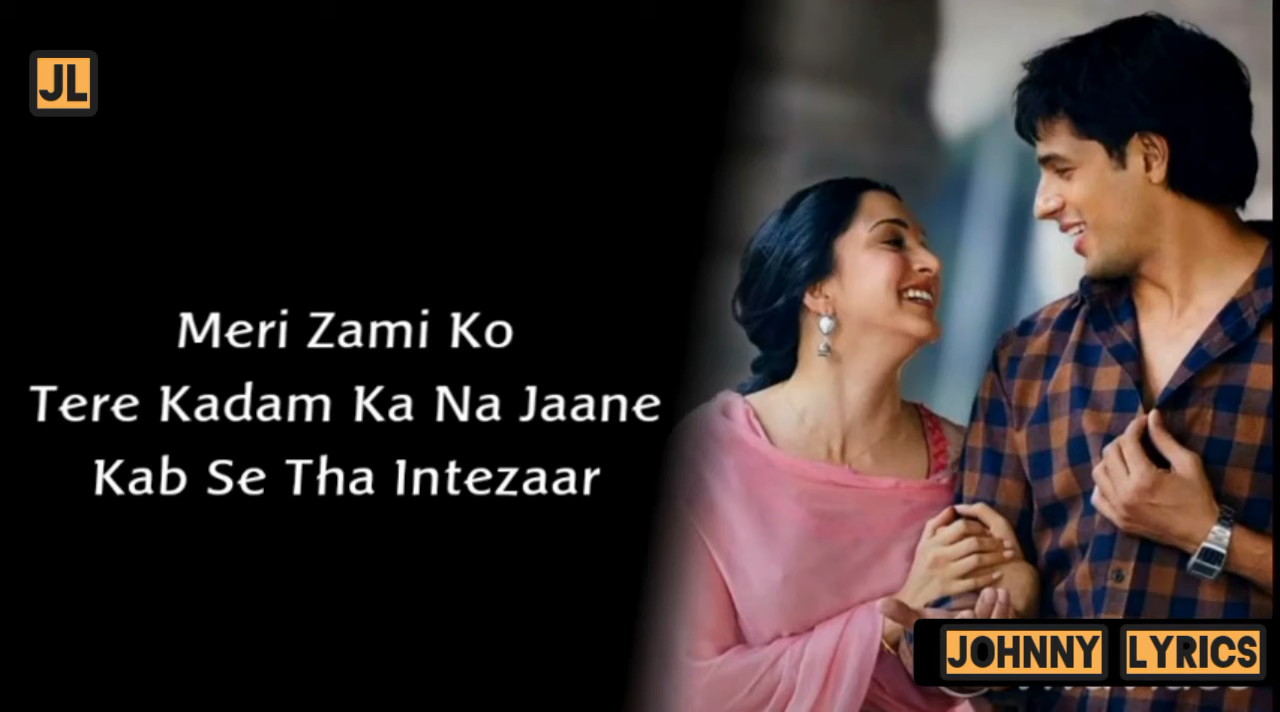 JL
Meri Zami Ko
Tere Kadam Ka Na Jaane
Kab Se Tha Intezaar
JOHNNY LYRICS